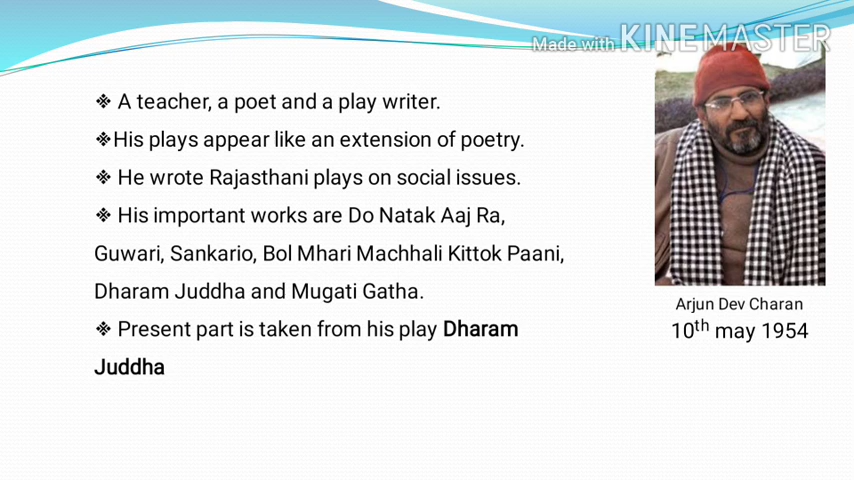 Made with KINEMASTER
❖ A teacher, a poet and a play writer.
❖His plays appear like an extension of poetry.
❖ He wrote Rajasthani plays on social issues.
❖ His important works are Do Natak Aaj Ra,
Guwari, Sankario, Bol Mhari Machhali Kittok Paani,
Dharam Juddha and Mugati Gatha.
❖ Present part is taken from his play Dharam
Juddha
Arjun Dev Charan
10th may 1954